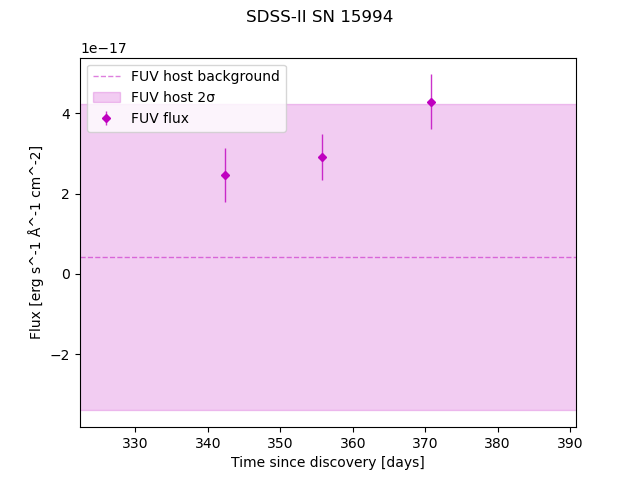 SDSS-II SN 15994
1e−17
FUV host background
FUV host 2σ
FUV flux
4
2
0
−2
Flux [erg s^-1 Å^-1 cm^-2]
330 340 350 360 370 380 390
Time since discovery [days]